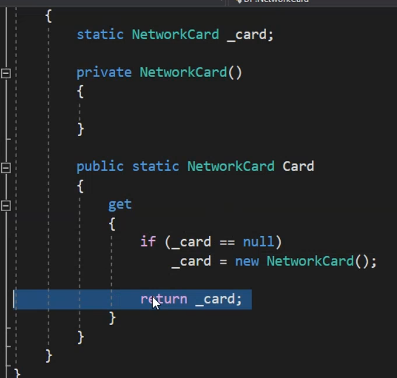 {
static NetworkCard _card;
private NetworkCard()
{
}
public static NetworkCard Card
{
get
{
if (_card == null)
_card = new NetworkCard();
return _card;
}
}
}
}